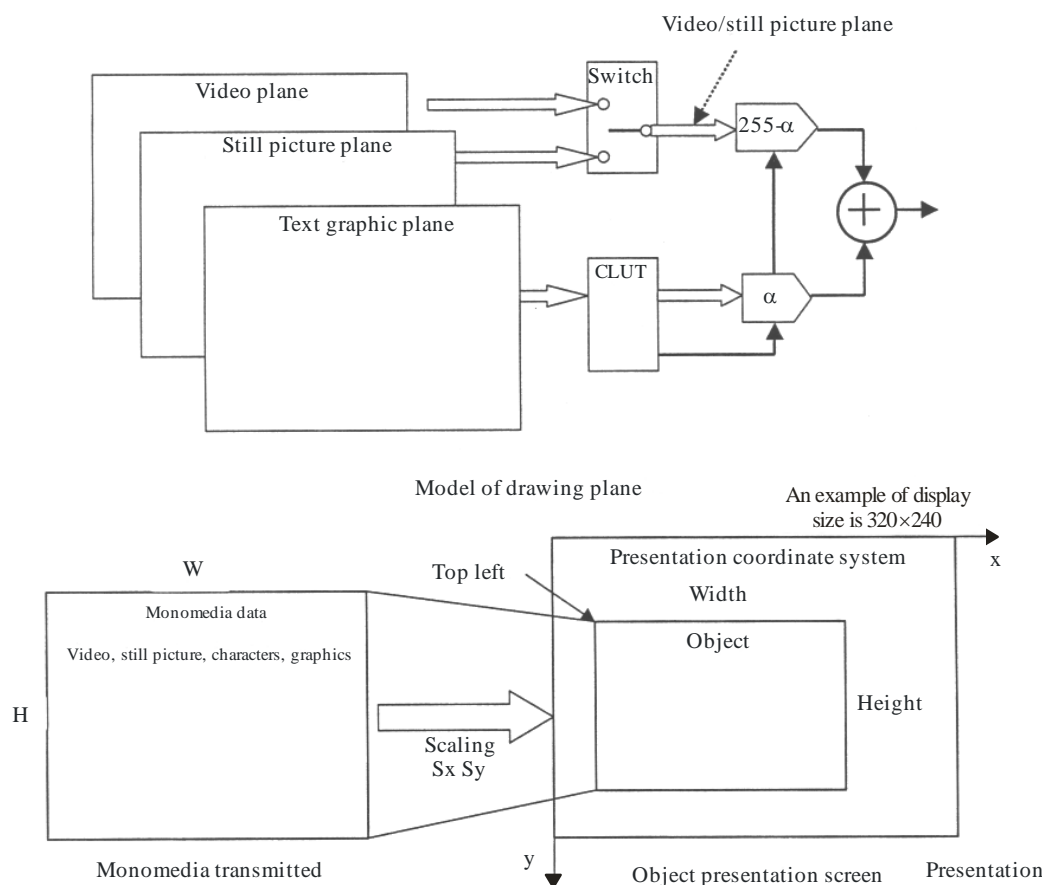 Video/still picture plane
Switch
Video plane
255-α
Still picture plane
Text graphic plane
CLUT
α
Model of drawing plane
An example of display
size is 320×240
x
Presentation coordinate system
W
Top left
Width
Monomedia data
Object
Video, still picture, characters, graphics
Height
H
Scaling
Sx Sy
y
Monomedia transmitted
Object presentation screen
Presentation